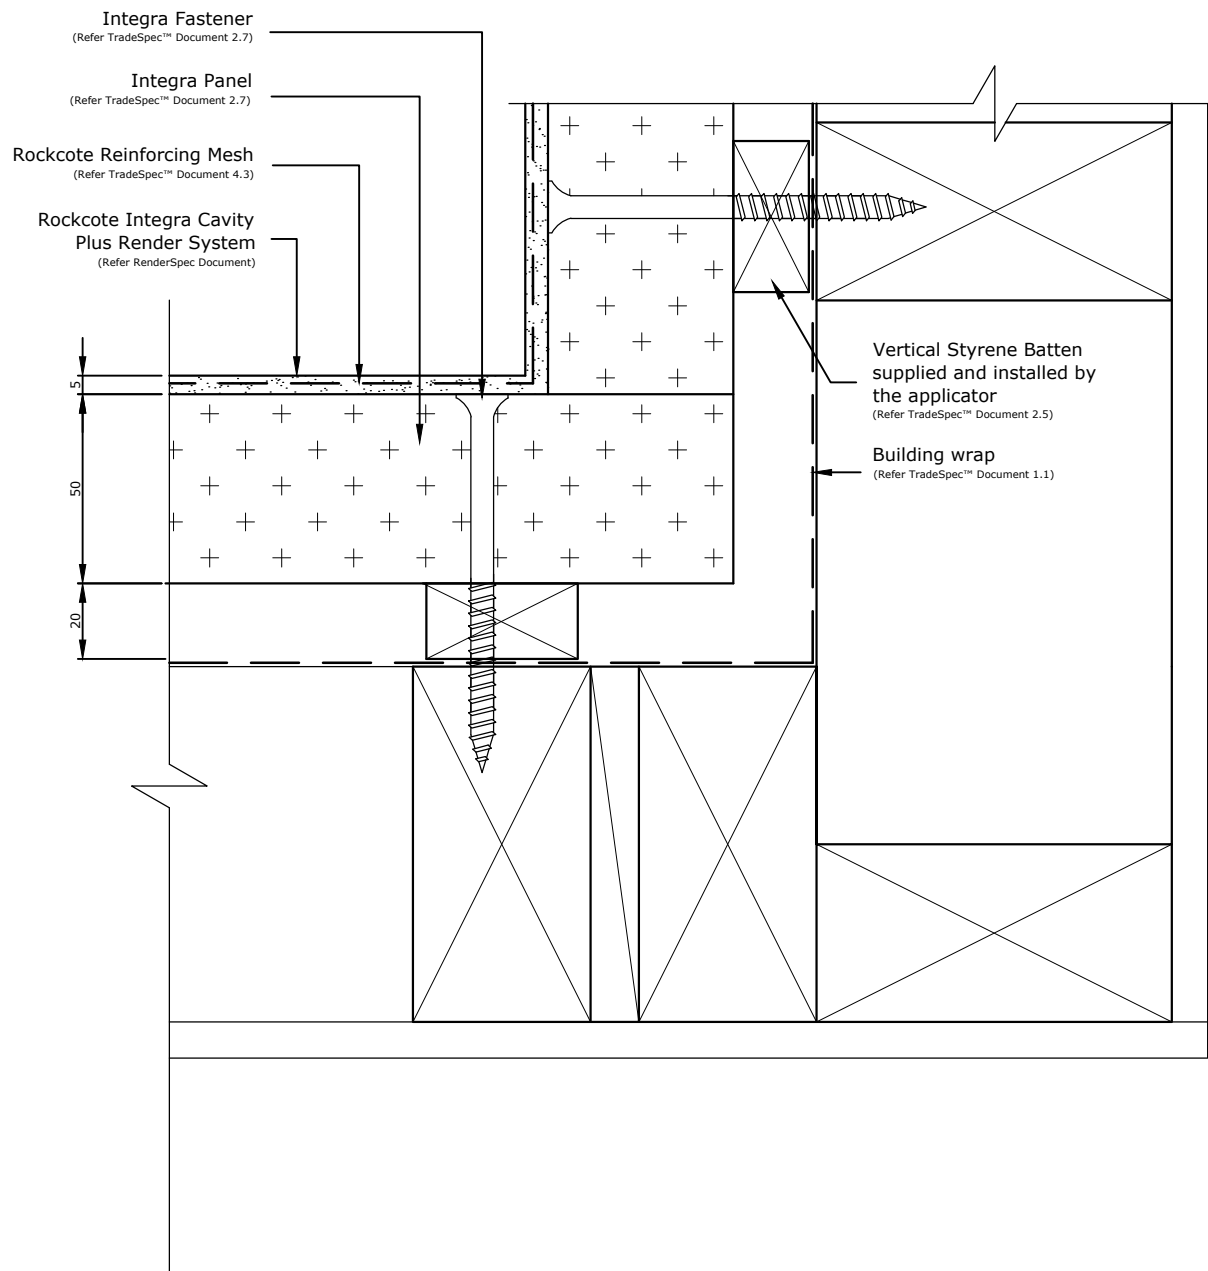 Integra Fastener
(Refer TradeSpec™ Document 2.7)
Integra Panel
(Refer TradeSpec™ Document 2.7)
Rockcote Reinforcing Mesh
(Refer TradeSpec™ Document 4.3)
Rockcote Integra Cavity
Plus Render System
(Refer RenderSpec Document)
5
50
20
Vertical Styrene Batten
supplied and installed by
the applicator
(Refer TradeSpec™ Document 2.5)
Building wrap
(Refer TradeSpec™ Document 1.1)